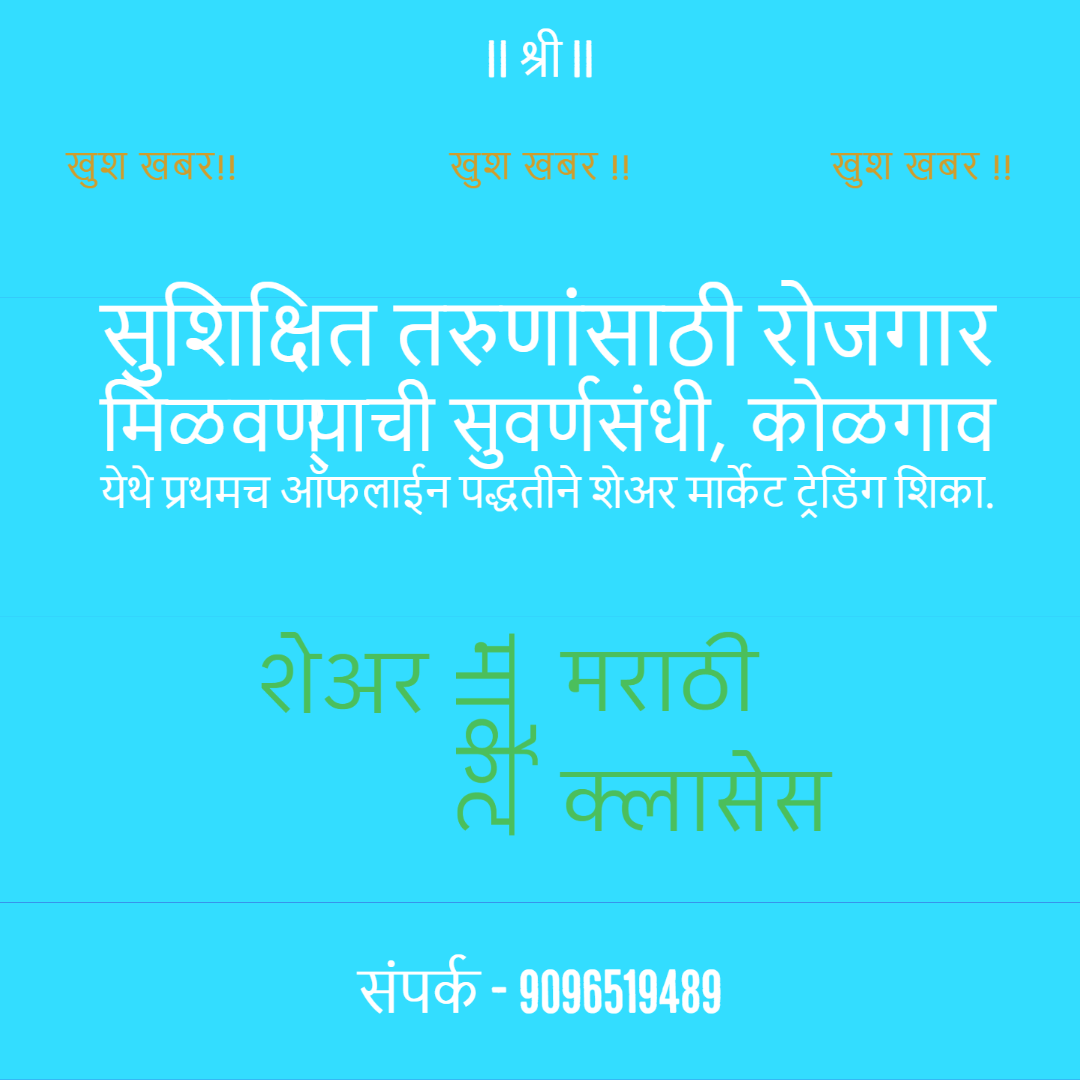 ॥ श्री ॥
खुश खबर!! खुश खबर !! खुश खबर !!
सुशिक्षित तरुणांसाठी रोजगार
मिळवण्याची सुवर्णसंधी, कोळगाव
येथे प्रथमच ऑफलाईन पद्धतीने शेअर मार्केट ट्रेडिंग शिका.
शेअर मार्केट मराठी
क्लासेस
संपर्क - 9096519489